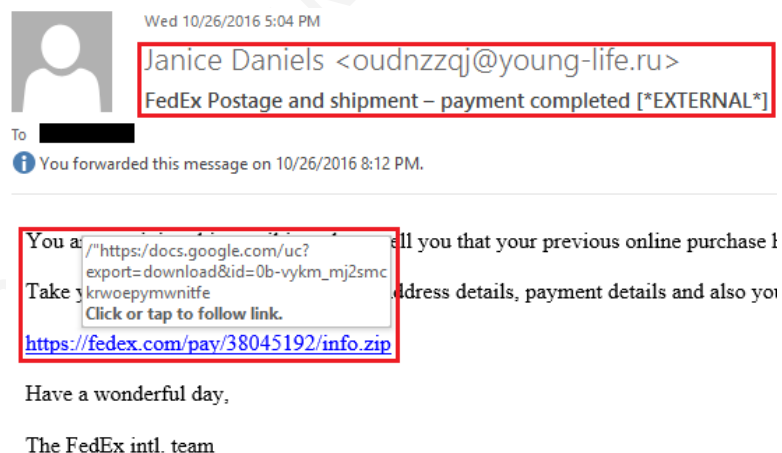 Wed 10/26/2016 5:04 PM
Janice Daniels <oudnzzqj@young-life.ru>
FedEx Postage and shipment – payment completed [*EXTERNAL*]
To
You forwarded this message on 10/26/2016 8:12 PM.
You ell you that your previous online purchase
/"https:/docs.google.com/uc?
export=download&id=0b-vykm_mj2smc
krwoepymwnitfe
Click or tap to follow link.
Take ddress details, payment details and also you
https://fedex.com/pay/38045192/info.zip
Have a wonderful day,
The FedEx intl. team